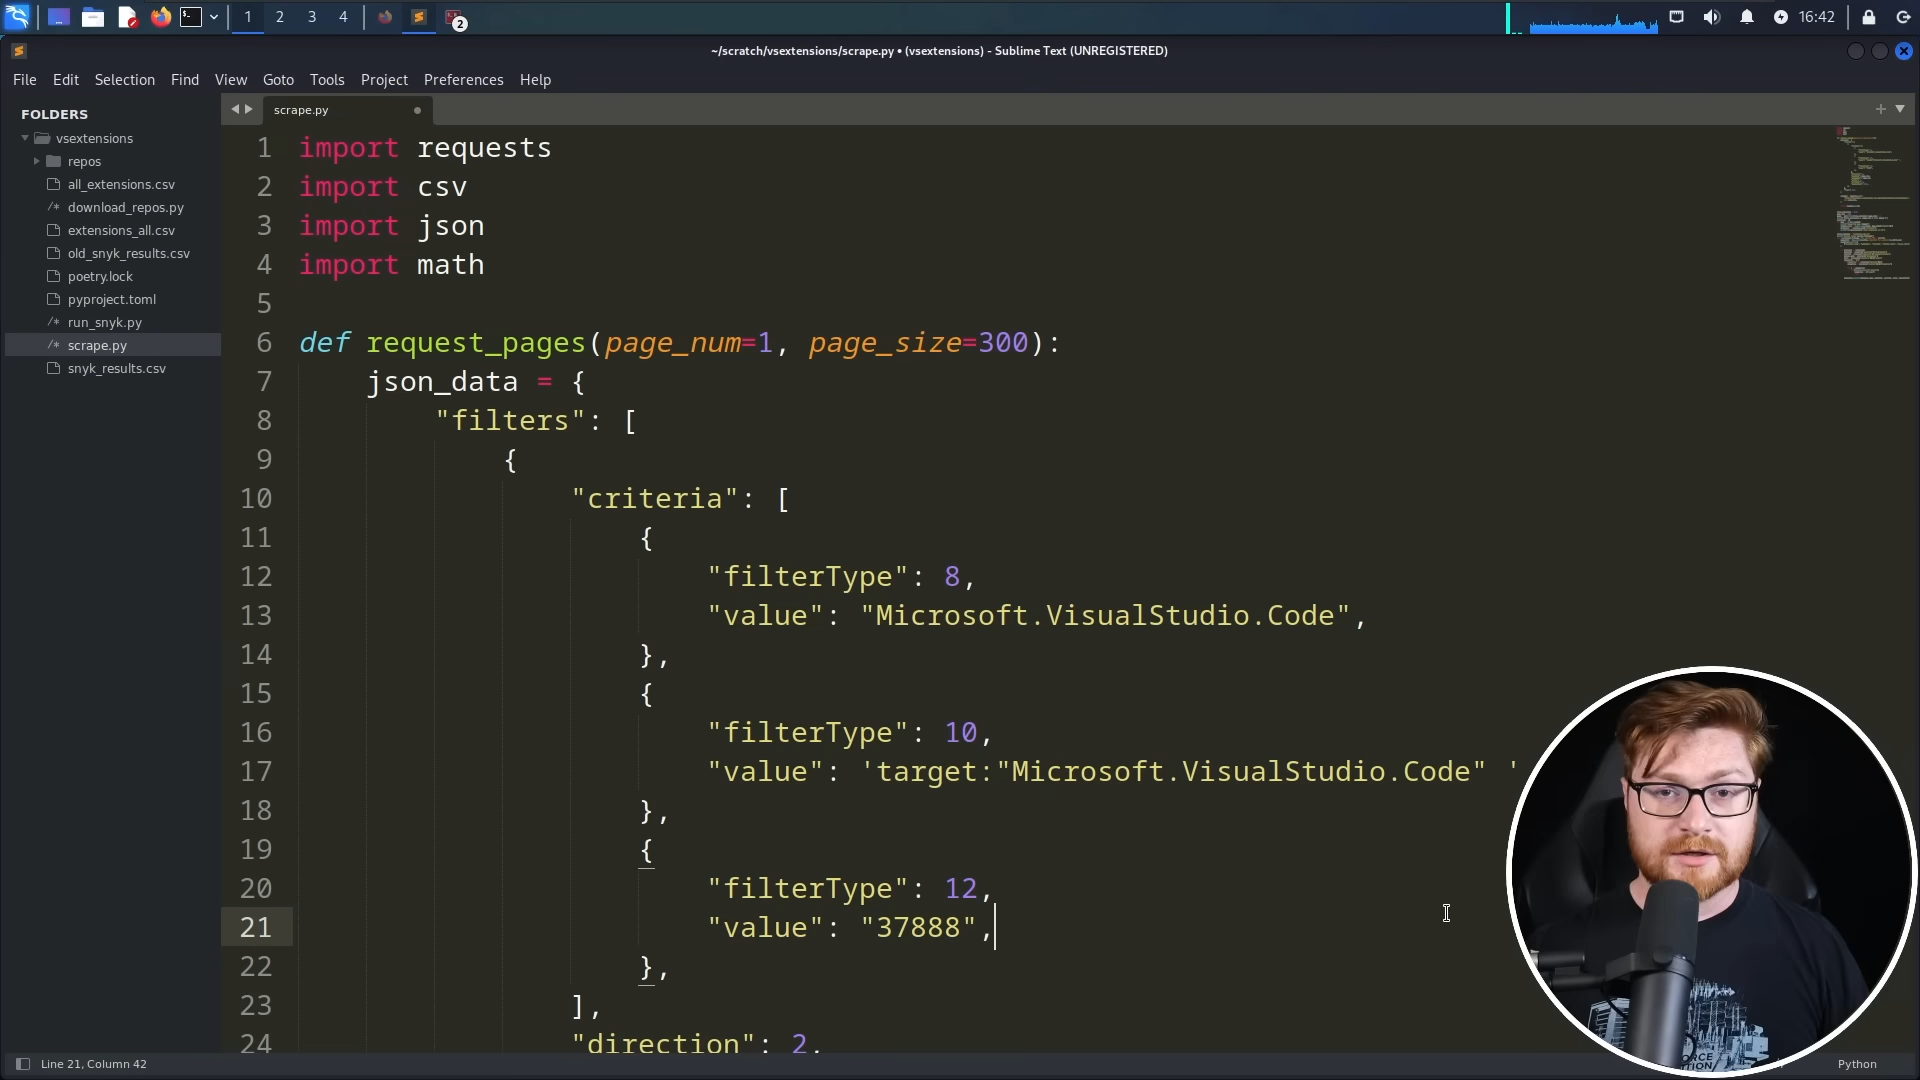 1 2 3 4
2
16:42
~/scratch/vsextensions/scrape.py • (vsextensions) - Sublime Text (UNREGISTERED)
File Edit Selection Find View Goto Tools Project Preferences Help
FOLDERS
vsextensions
repos
all_extensions.csv
/* download_repos.py
extensions_all.csv
old_snyk_results.csv
poetry.lock
pyproject.toml
/* run_snyk.py
/* scrape.py
snyk_results.csv
scrape.py
1 import requests
2 import csv
3 import json
4 import math
5
6 def request_pages(page_num=1, page_size=300):
7 json_data = {
8 "filters": [
9 {
10 "criteria": [
11 {
12 "filterType": 8,
13 "value": "Microsoft.VisualStudio.Code",
14 },
15 {
16 "filterType": 10,
17 "value": 'target:"Microsoft.VisualStudio.Code" '
18 },
19 {
20 "filterType": 12,
21 "value": "37888",
22 },
23 ],
24 "direction": 2,
Line 21, Column 42
Python